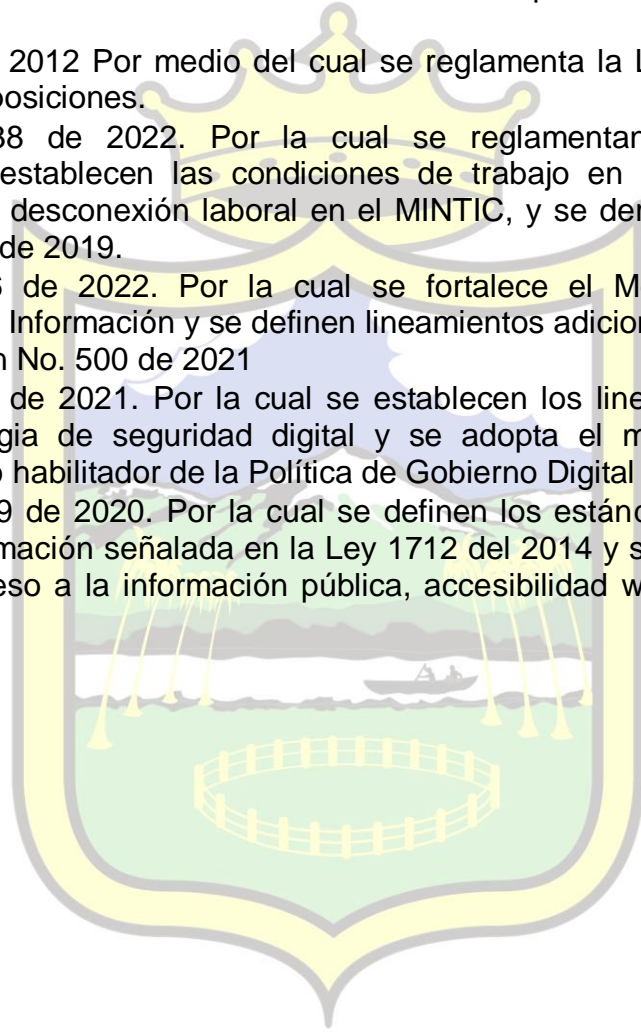 2012 Por medio del cual se reglamenta la L
posiciones.
38 de 2022. Por la cual se reglamentan
establecen las condiciones de trabajo en
desconexión laboral en el MINTIC, y se der
de 2019.
de 2022. Por la cual se fortalece el M
Información y se definen lineamientos adicion
n No. 500 de 2021
de 2021. Por la cual se establecen los line
gia de seguridad digital y se adopta el m
o habilitador de la Política de Gobierno Digital
9 de 2020. Por la cual se definen los estánd
rmación señalada en la Ley 1712 del 2014 y s
eso a la información pública, accesibilidad w